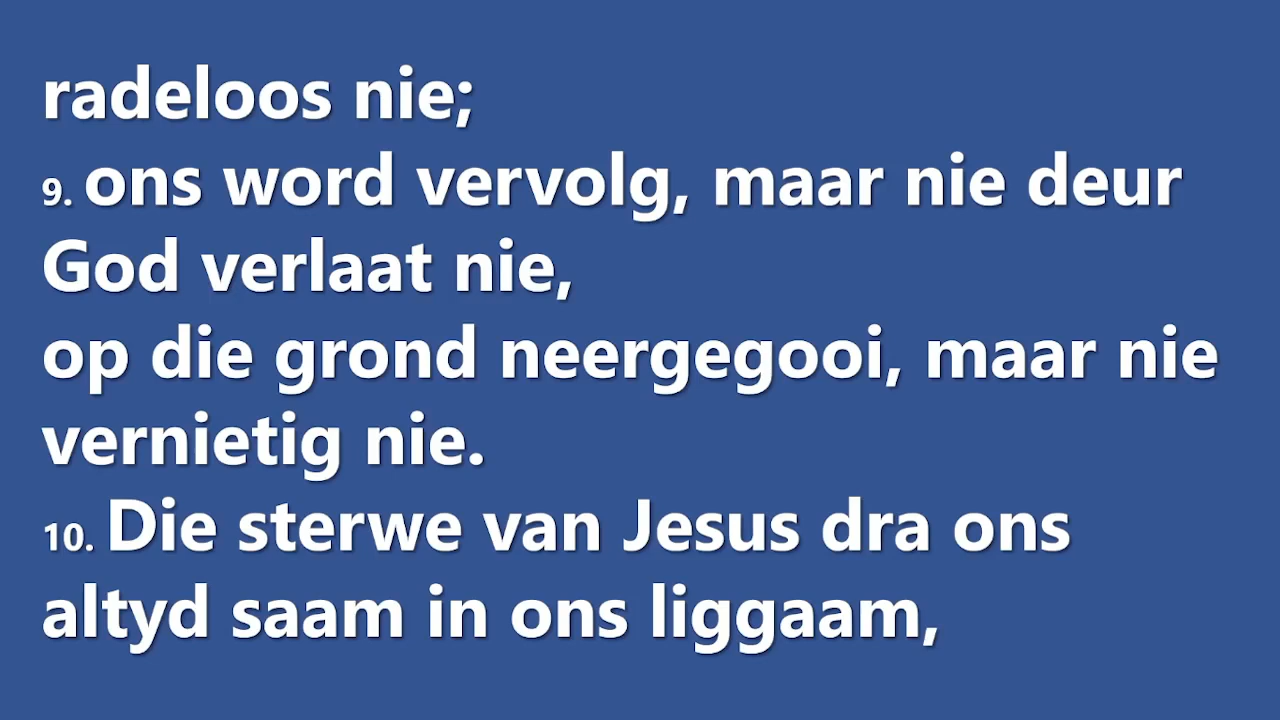 radeloos nie;
9. ons word vervolg, maar nie deur
God verlaat nie,
op die grond neergegooi, maar nie
vernietig nie.
10. Die sterwe van Jesus dra ons
altyd saam in ons liggaam,